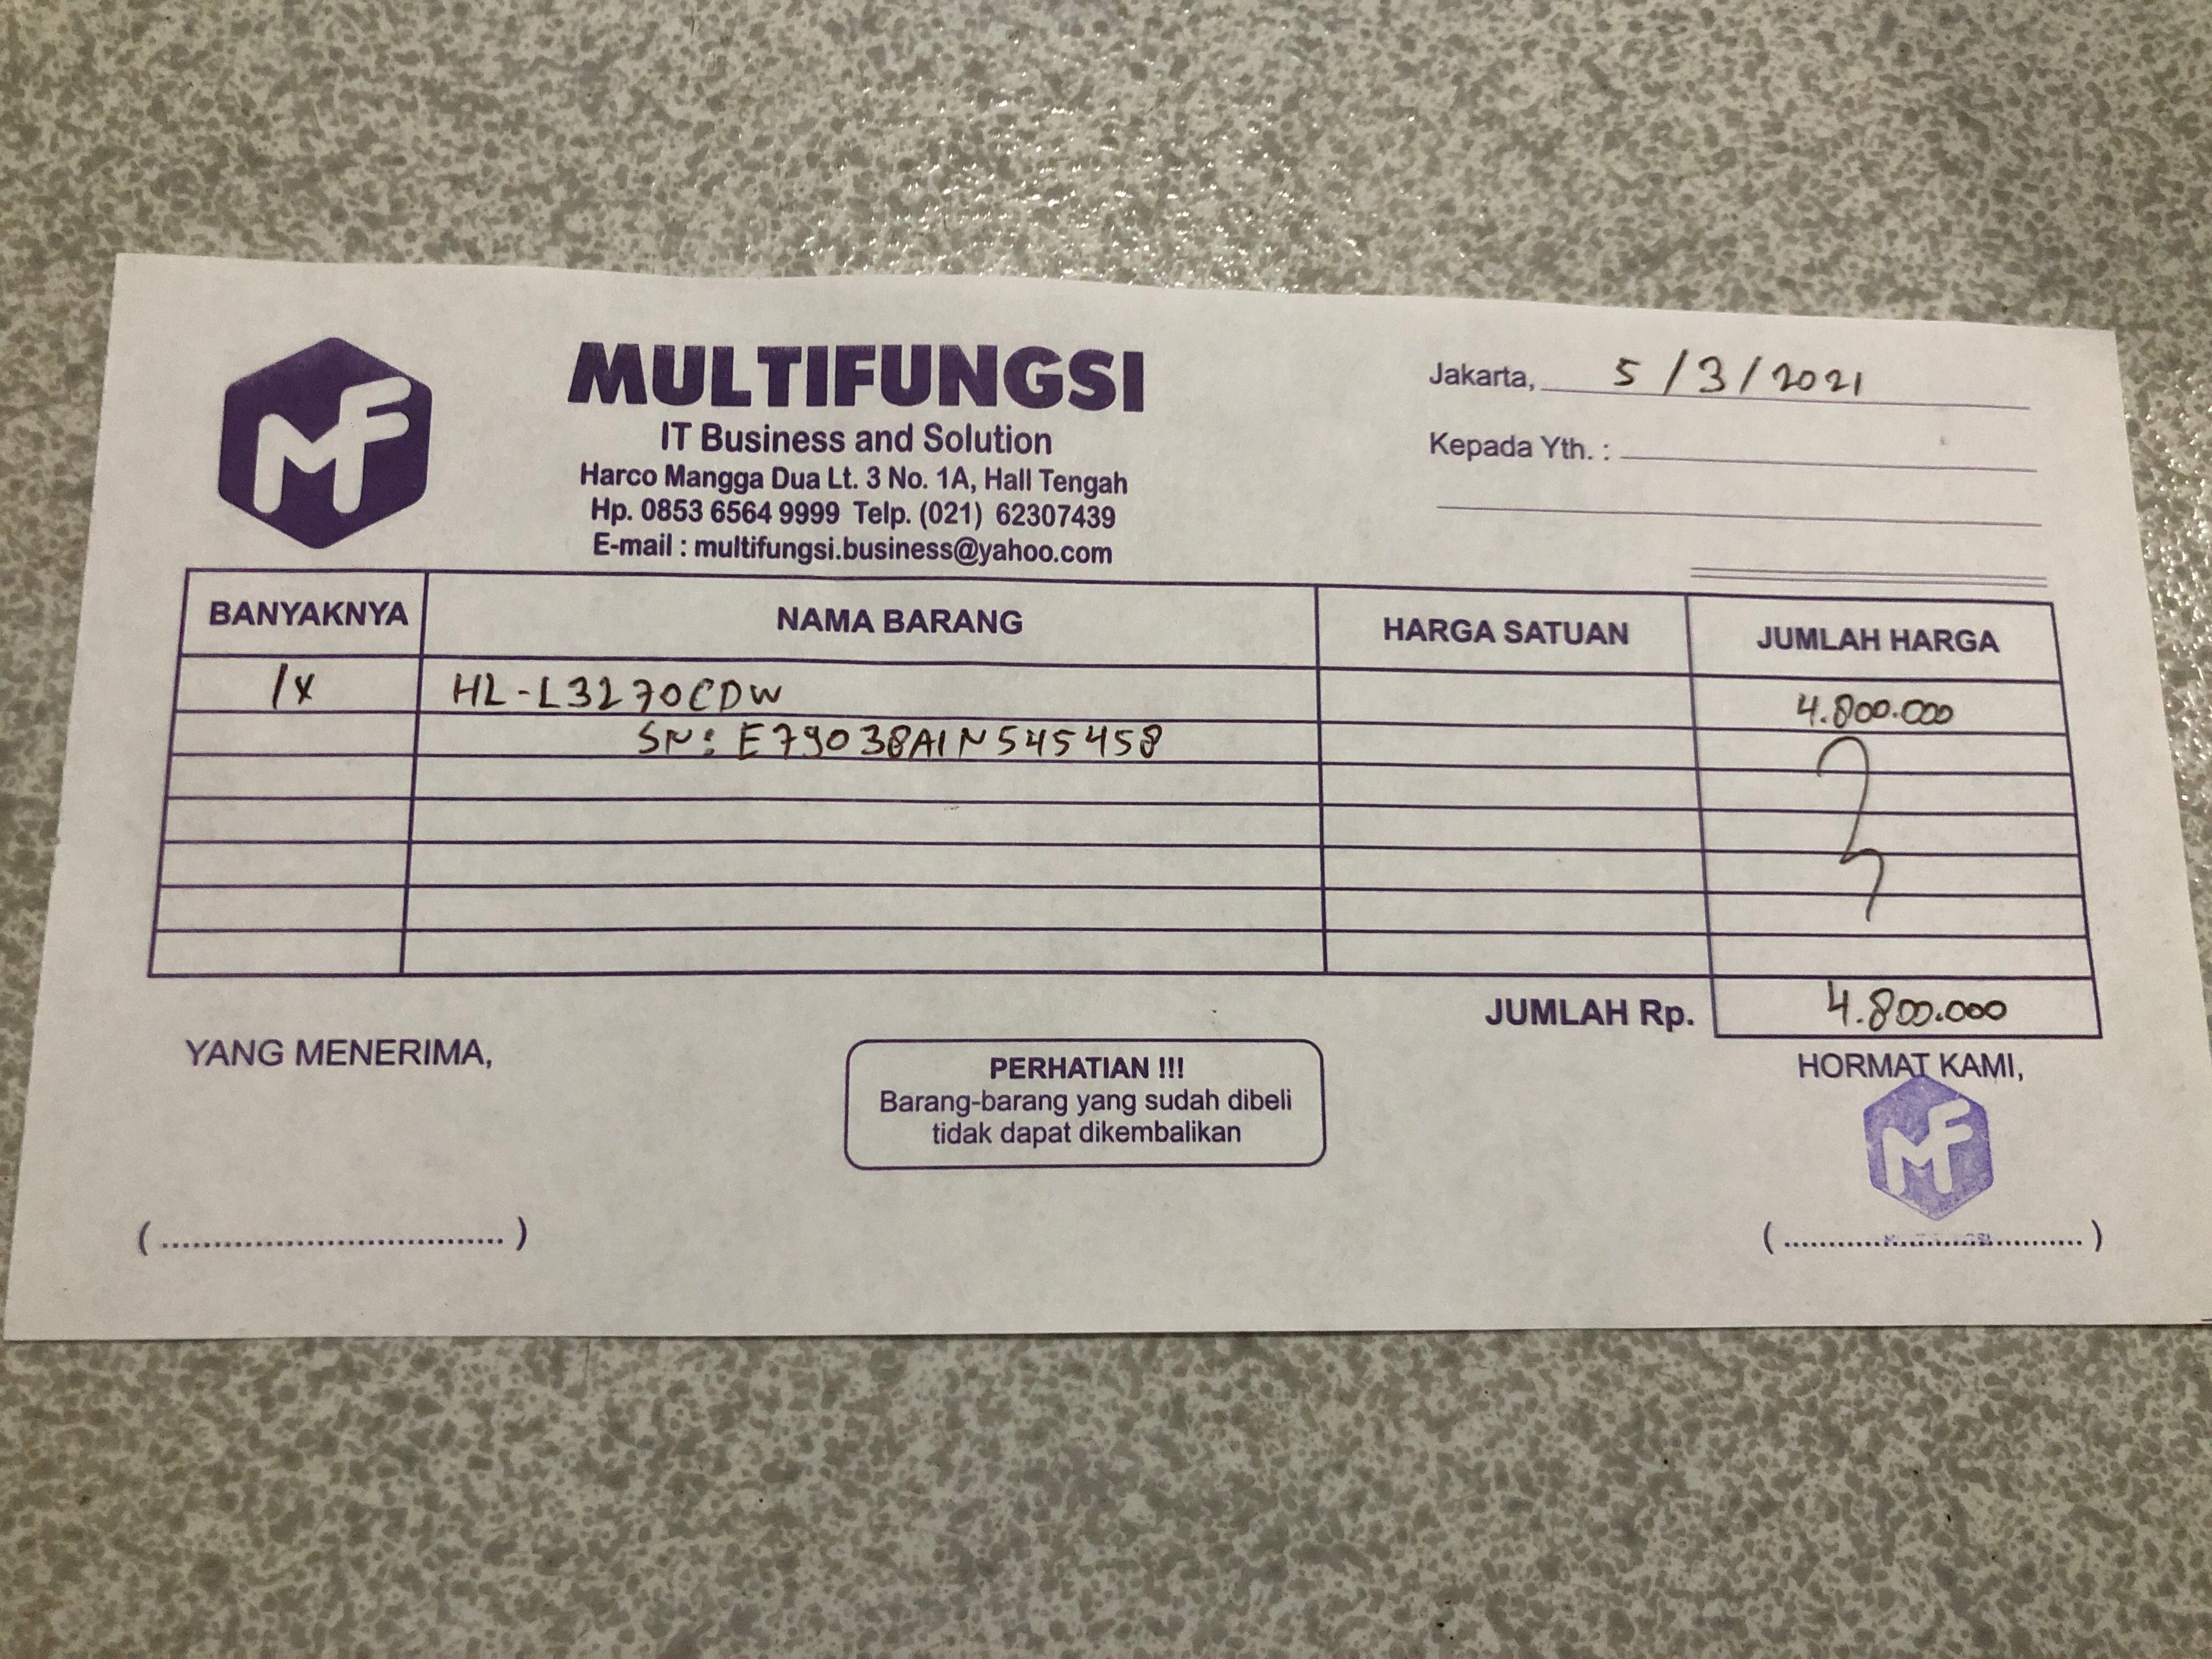 MF
MULTIFUNGSI
IT Business and Solution
Harco Mangga Dua Lt. 3 No. 1A, Hall Tengah
Hp. 0853 6564 9999 Telp. (021) 62307439
E-mail : multifungsi.business@yahoo.com
Jakarta, 5/3/2021
Kepada Yth. :
BANYAKNYA NAMA BARANG HARGA SATUAN JUMLAH HARGA
1x HL-L3270CDW 4.800.000
SN: E79038A1N545458
JUMLAH Rp. 4.800.000
YANG MENERIMA,
PERHATIAN !!!
Barang-barang yang sudah dibeli
tidak dapat dikembalikan
HORMAT KAMI,
MF
(....................................) (....................................)